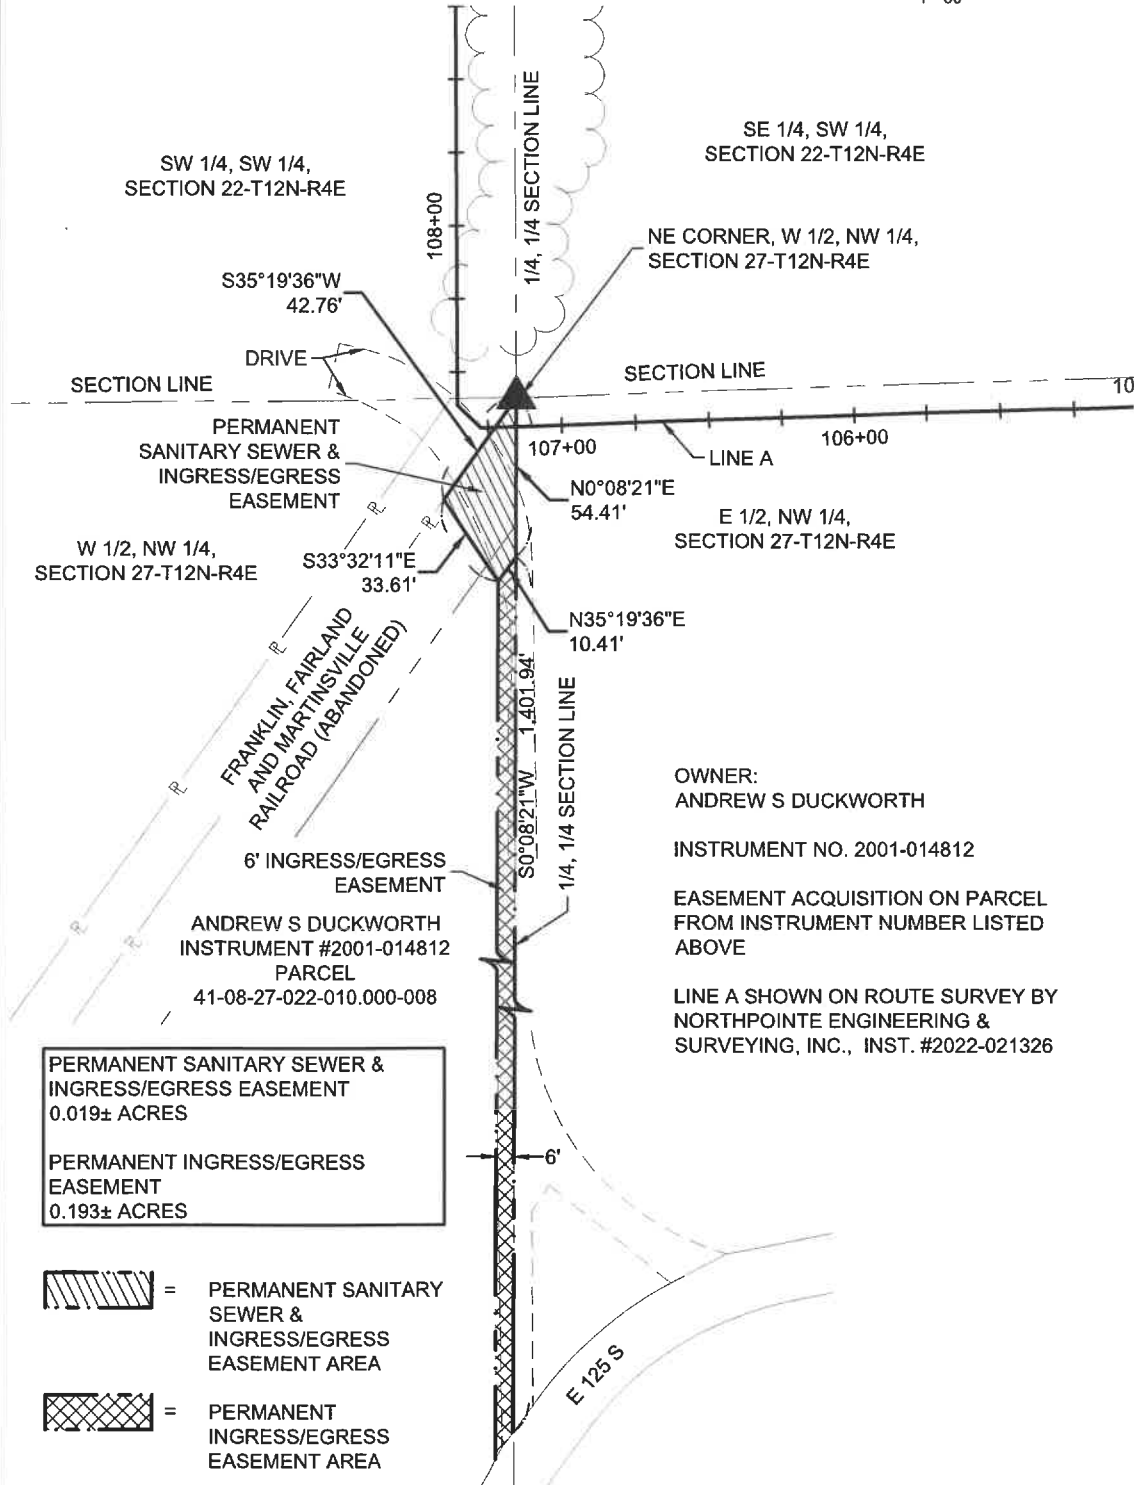 1/4, 1/4 SECTION LINE
SE 1/4, SW 1/4,
SECTION 22-T12N-R4E
SW 1/4, SW 1/4,
SECTION 22-T12N-R4E
108+00
NE CORNER, W 1/2, NW 1/4,
SECTION 27-T12N-R4E
S35°19'36"W
42.76'
DRIVE
SECTION LINE
SECTION LINE
10
PERMANENT
SANITARY SEWER &
INGRESS/EGRESS
EASEMENT
107+00
106+00
LINE A
N0°08'21"E
54.41'
E 1/2, NW 1/4,
SECTION 27-T12N-R4E
W 1/2, NW 1/4,
SECTION 27-T12N-R4E
S33°32'11"E
33.61'
N35°19'36"E
10.41'
FRANKLIN, FAIRLAND
AND MARTINSVILLE
RAILROAD (ABANDONED)
S0°08'21"W 1,401.94'
1/4, 1/4 SECTION LINE
OWNER:
ANDREW S DUCKWORTH
INSTRUMENT NO. 2001-014812
EASEMENT ACQUISITION ON PARCEL
FROM INSTRUMENT NUMBER LISTED
ABOVE
LINE A SHOWN ON ROUTE SURVEY BY
NORTHPOINTE ENGINEERING &
SURVEYING, INC., INST. #2022-021326
6' INGRESS/EGRESS
EASEMENT
ANDREW S DUCKWORTH
INSTRUMENT #2001-014812
PARCEL
41-08-27-022-010.000-008
PERMANENT SANITARY SEWER &
INGRESS/EGRESS EASEMENT
0.019± ACRES
PERMANENT INGRESS/EGRESS
EASEMENT
0.193± ACRES
6'
= PERMANENT SANITARY
SEWER &
INGRESS/EGRESS
EASEMENT AREA
E 125 S
= PERMANENT
INGRESS/EGRESS
EASEMENT AREA